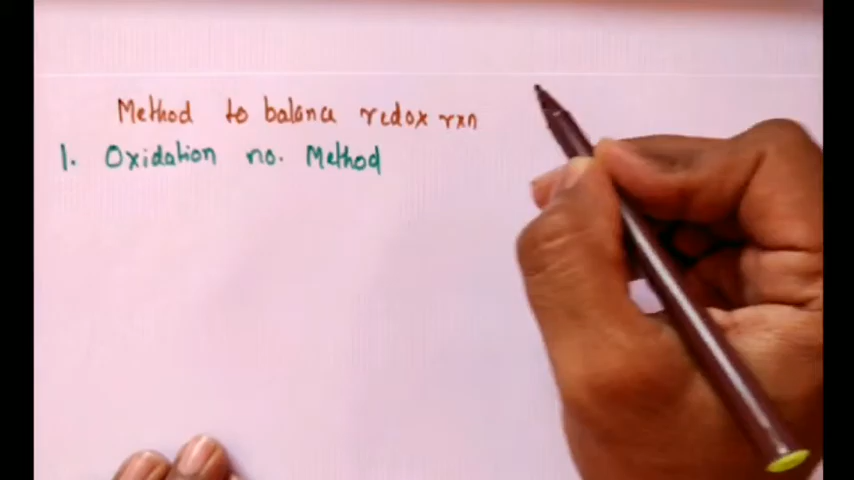 Method to balance redox rxn
1. Oxidation no. Method